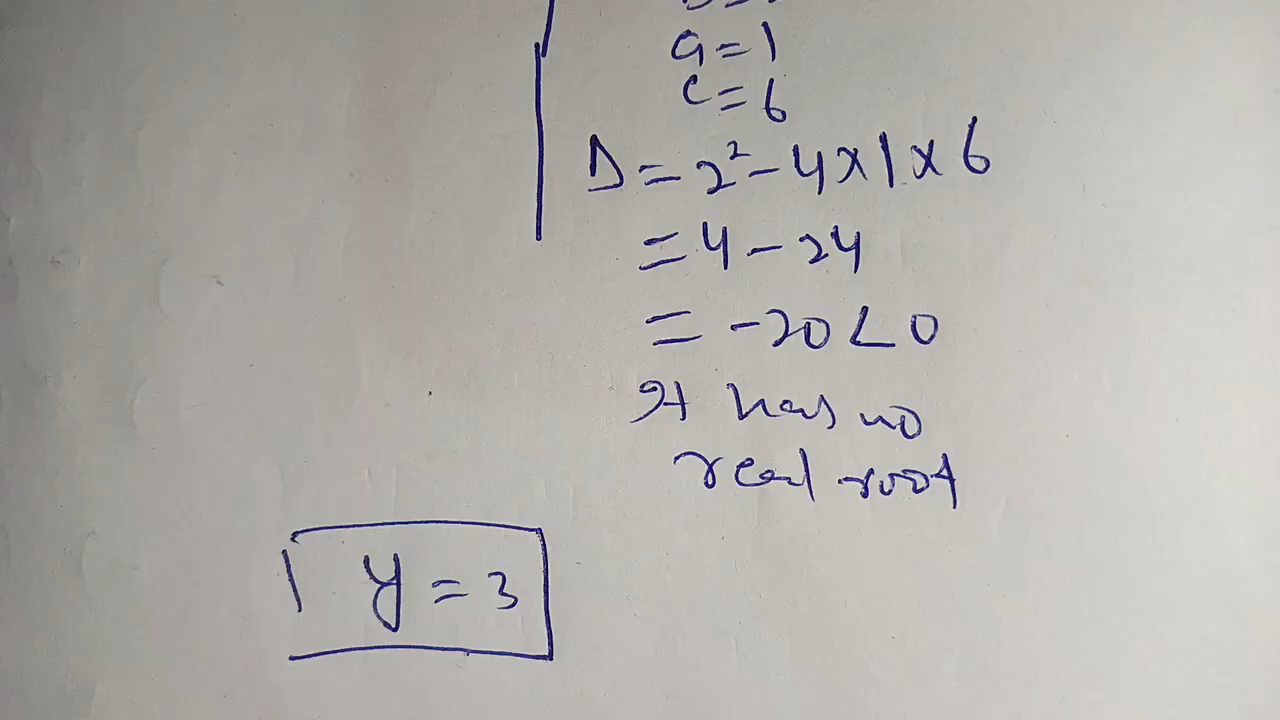 a=1
c=6
D=2²-4x1x6
=4-24
=-20<0
It has no
real root
y=3